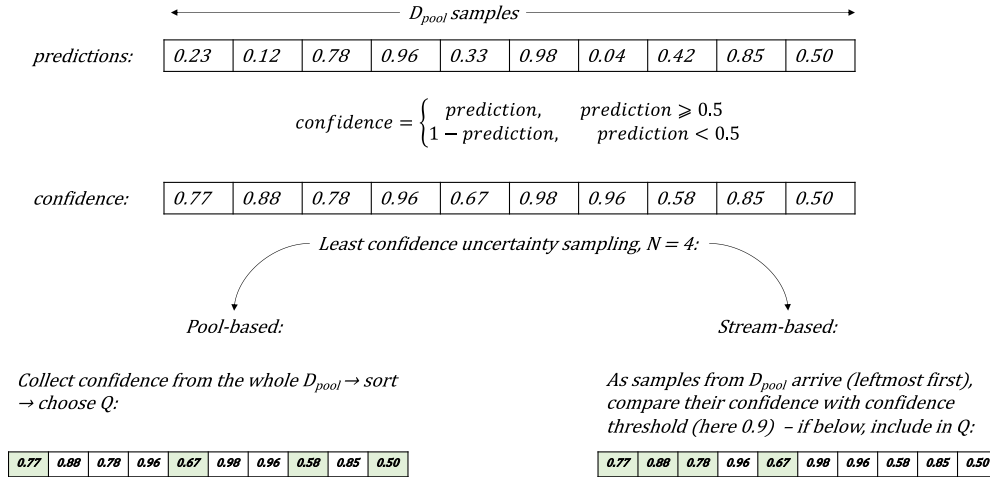 D_pool samples
predictions: 0.23 0.12 0.78 0.96 0.33 0.98 0.04 0.42 0.85 0.50
confidence = { prediction, prediction ⩾ 0.5
1 − prediction, prediction < 0.5
confidence: 0.77 0.88 0.78 0.96 0.67 0.98 0.96 0.58 0.85 0.50
Least confidence uncertainty sampling, N = 4:
Pool-based:
Stream-based:
Collect confidence from the whole D_pool → sort
→ choose Q:
As samples from D_pool arrive (leftmost first),
compare their confidence with confidence
threshold (here 0.9) – if below, include in Q:
0.77 0.88 0.78 0.96 0.67 0.98 0.96 0.58 0.85 0.50
0.77 0.88 0.78 0.96 0.67 0.98 0.96 0.58 0.85 0.50